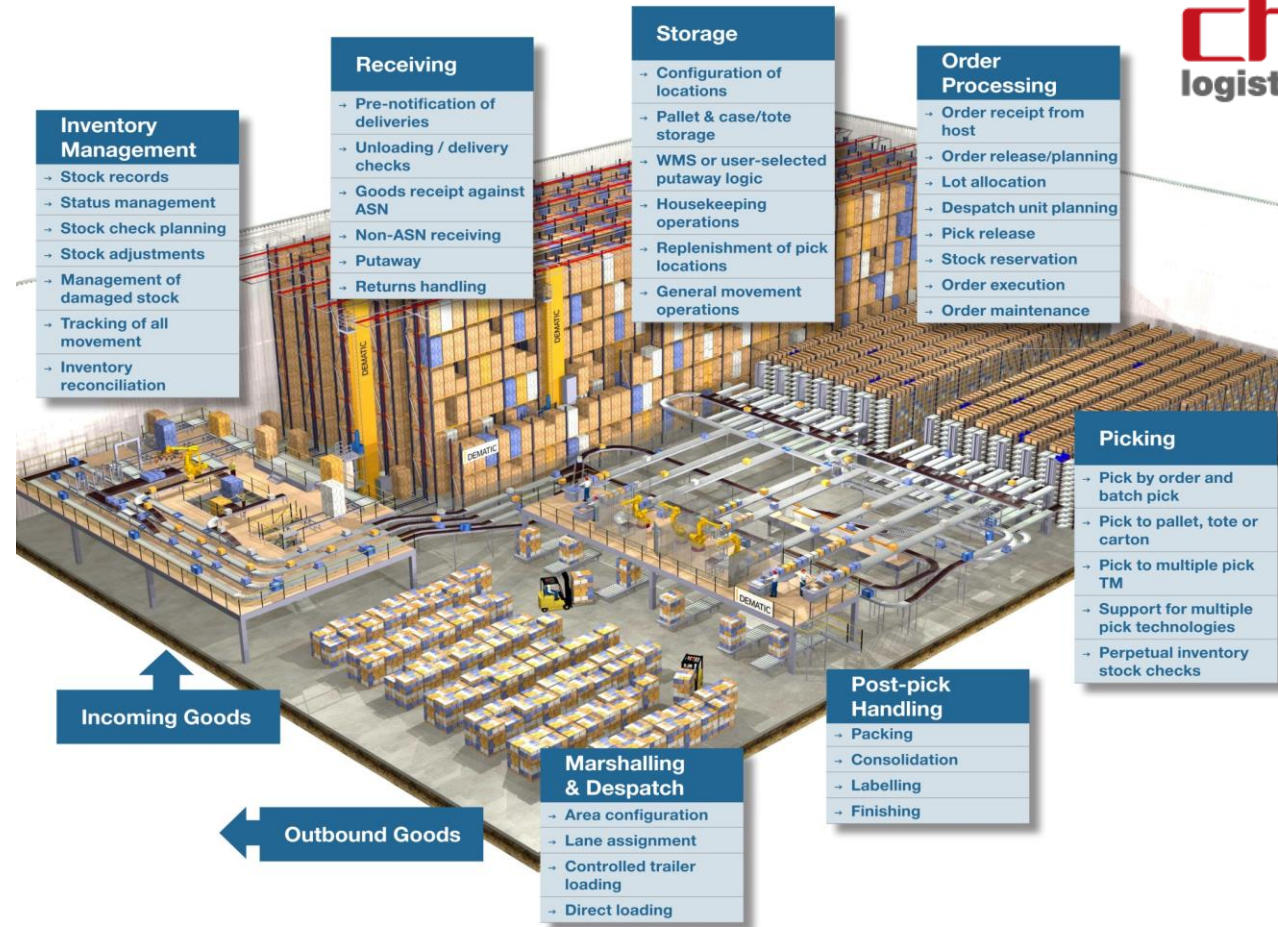 Inventory
Management
→ Stock records
→ Status management
→ Stock check planning
→ Stock adjustments
→ Management of
damaged stock
→ Tracking of all
movement
→ Inventory
reconciliation
Receiving
→ Pre-notification of
deliveries
→ Unloading / delivery
checks
→ Goods receipt against
ASN
→ Non-ASN receiving
→ Putaway
→ Returns handling
Storage
→ Configuration of
locations
→ Pallet & case/tote
storage
→ WMS or user-selected
putaway logic
→ Housekeeping
operations
→ Replenishment of pick
locations
→ General movement
operations
Order
Processing
→ Order receipt from
host
→ Order release/planning
→ Lot allocation
→ Despatch unit planning
→ Pick release
→ Stock reservation
→ Order execution
→ Order maintenance
ch
logist
DEMATIC
DEMATIC
DEMATIC
DEMATIC
Picking
→ Pick by order and
batch pick
→ Pick to pallet, tote or
carton
→ Pick to multiple pick
TM
→ Support for multiple
pick technologies
→ Perpetual inventory
stock checks
Incoming Goods
Outbound Goods
Marshalling
& Despatch
→ Area configuration
→ Lane assignment
→ Controlled trailer
loading
→ Direct loading
Post-pick
Handling
→ Packing
→ Consolidation
→ Labelling
→ Finishing